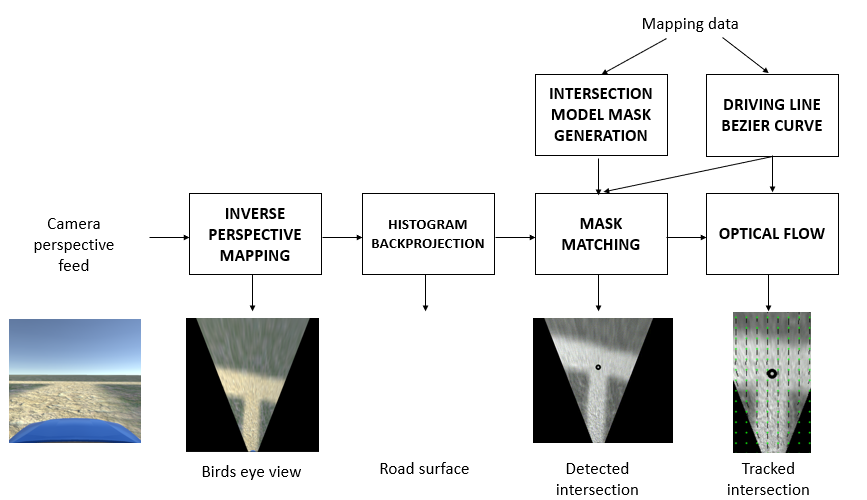 Mapping data
INTERSECTION
MODEL MASK
GENERATION
DRIVING LINE
BEZIER CURVE
Camera
perspective
feed
INVERSE
PERSPECTIVE
MAPPING
HISTOGRAM
BACKPROJECTION
MASK
MATCHING
OPTICAL FLOW
Birds eye view
Road surface
Detected
intersection
Tracked
intersection